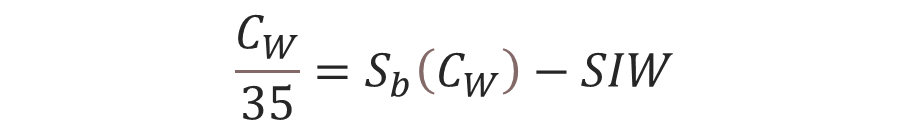 C_W/35 = S_b(C_W) − SIW